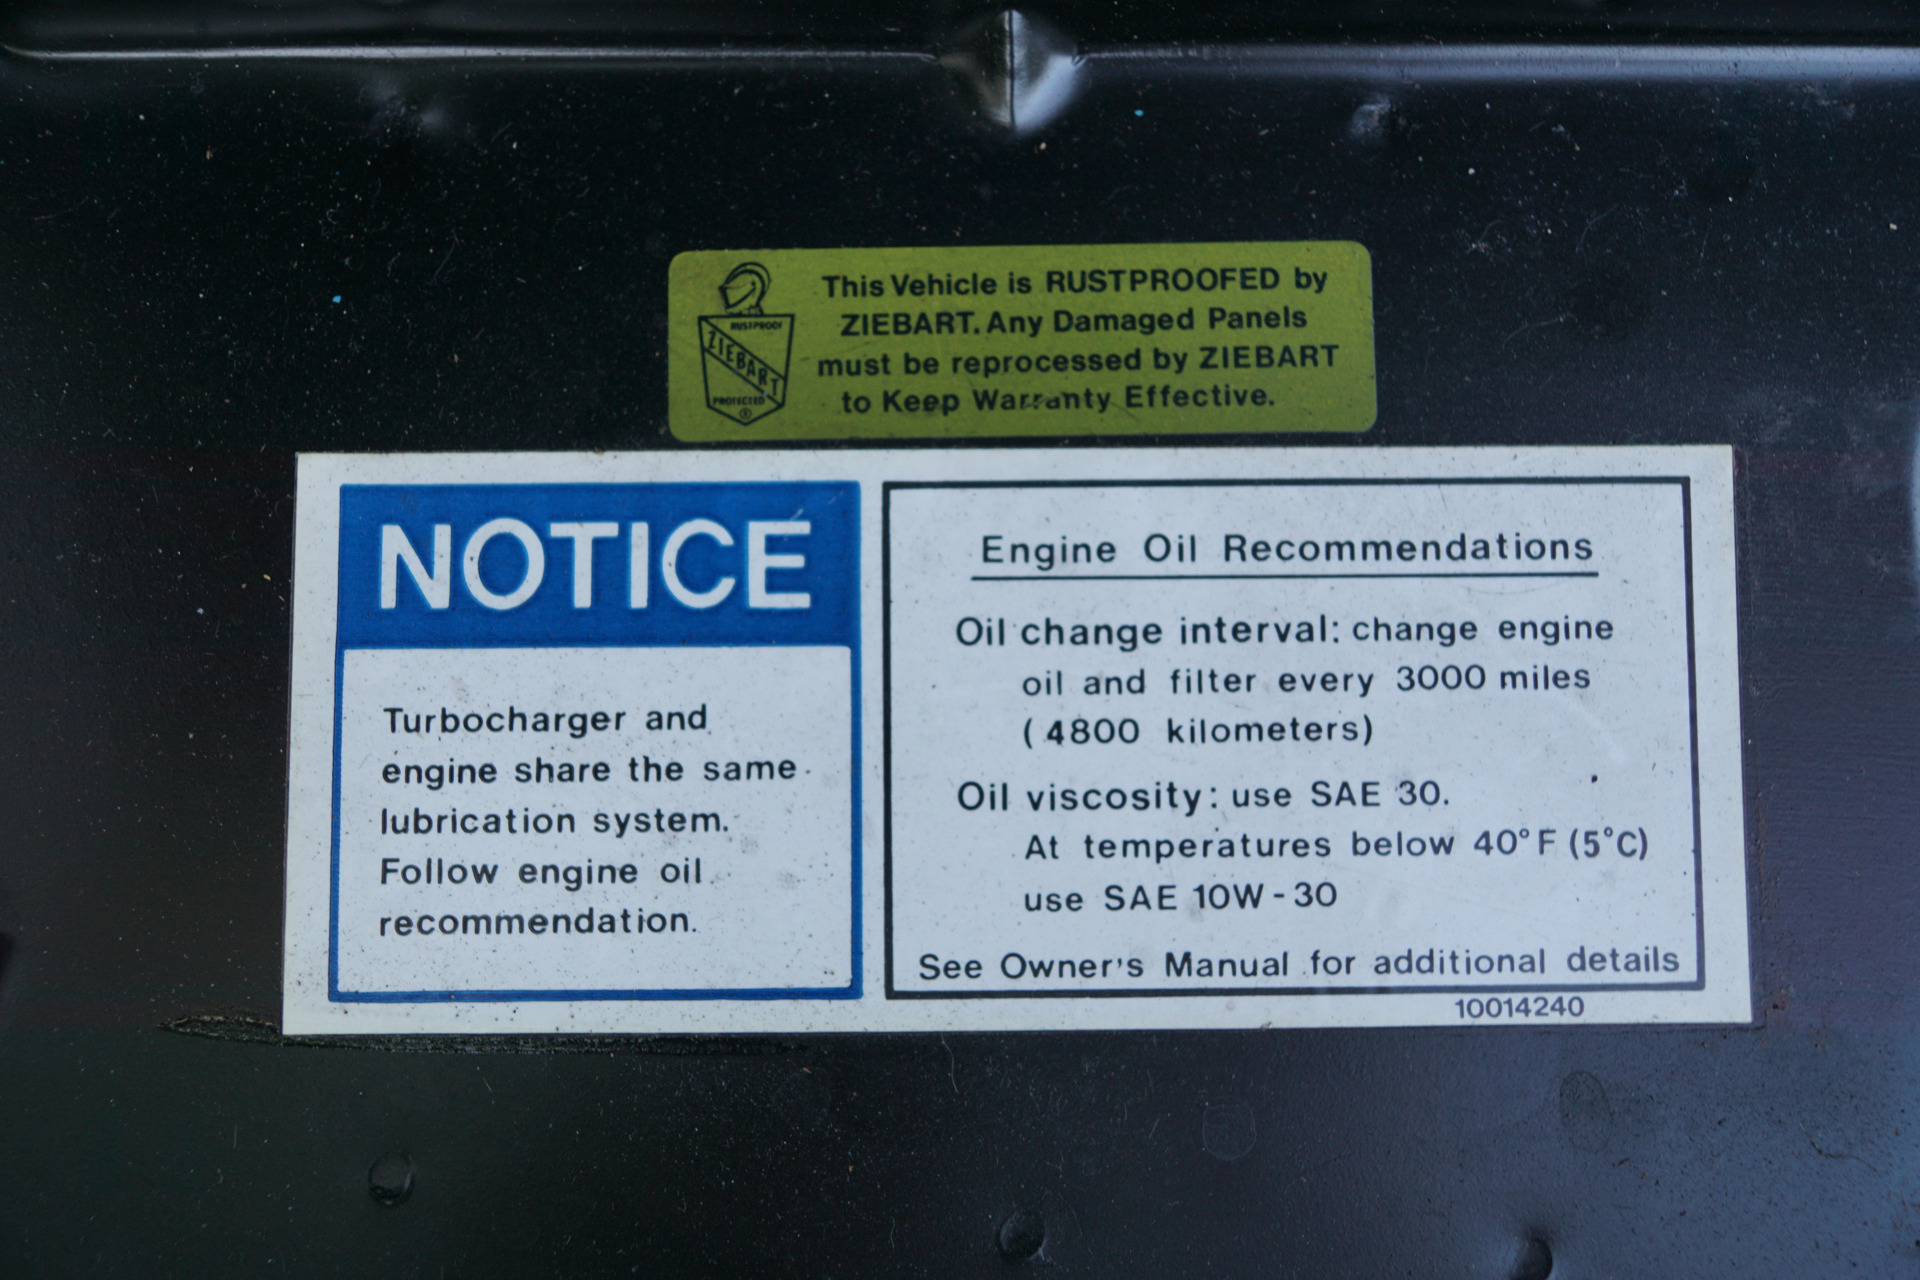 This Vehicle is RUSTPROOFED by
ZIEBART. Any Damaged Panels
must be reprocessed by ZIEBART
to Keep Warranty Effective.
RUSTPROOF
ZIEBART
PROTECTED
®
NOTICE
Turbocharger and
engine share the same
lubrication system.
Follow engine oil
recommendation.
Engine Oil Recommendations
Oil change interval: change engine
oil and filter every 3000 miles
(4800 kilometers)
Oil viscosity: use SAE 30.
At temperatures below 40°F (5°C)
use SAE 10W-30
See Owner's Manual for additional details
10014240